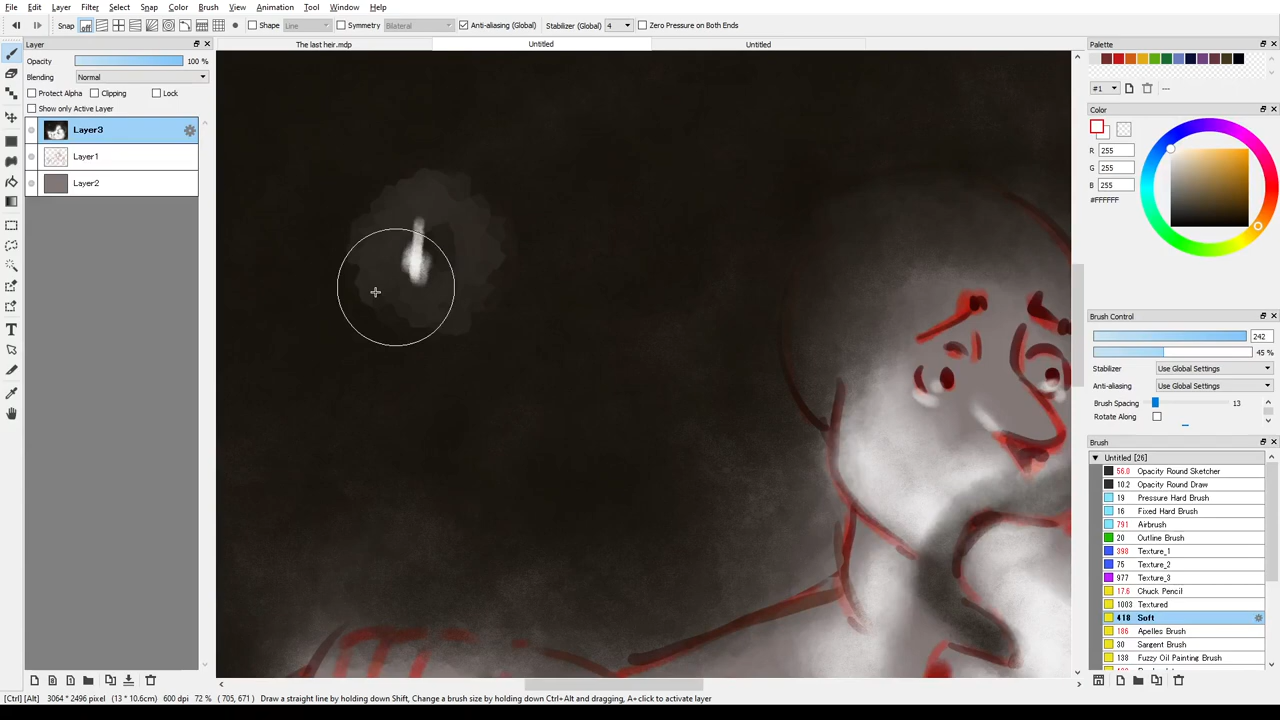 File Edit Layer Filter Select Snap Color Brush View Animation Tool Window Help
Snap off Shape Line Symmetry Bilateral Anti-aliasing (Global) Stabilizer (Global) 4 Zero Pressure on Both Ends
Layer
The last heir.mdp Untitled Untitled
Palette
Opacity 100 %
Blending Normal
Protect Alpha Clipping Lock
Show only Active Layer
Layer3
Layer1
Layer2
#1 ---
Color
R 255
G 255
B 255
#FFFFFF
Brush Control
242
45 %
Stabilizer Use Global Settings
Anti-aliasing Use Global Settings
Brush Spacing 13
Rotate Along
Brush
Untitled [26]
56.0 Opacity Round Sketcher
10.2 Opacity Round Draw
19 Pressure Hard Brush
16 Fixed Hard Brush
791 Airbrush
20 Outline Brush
398 Texture_1
75 Texture_2
977 Texture_3
17.6 Chuck Pencil
1003 Textured
418 Soft
186 Apelles Brush
30 Sargent Brush
138 Fuzzy Oil Painting Brush
[Ctrl] [Alt] 3064 * 2496 pixel (13 * 10.6cm) 600 dpi 72 % ( 705, 671 ) Draw a straight line by holding down Shift, Change a brush size by holding down Ctrl+Alt and dragging, A+click to activate layer